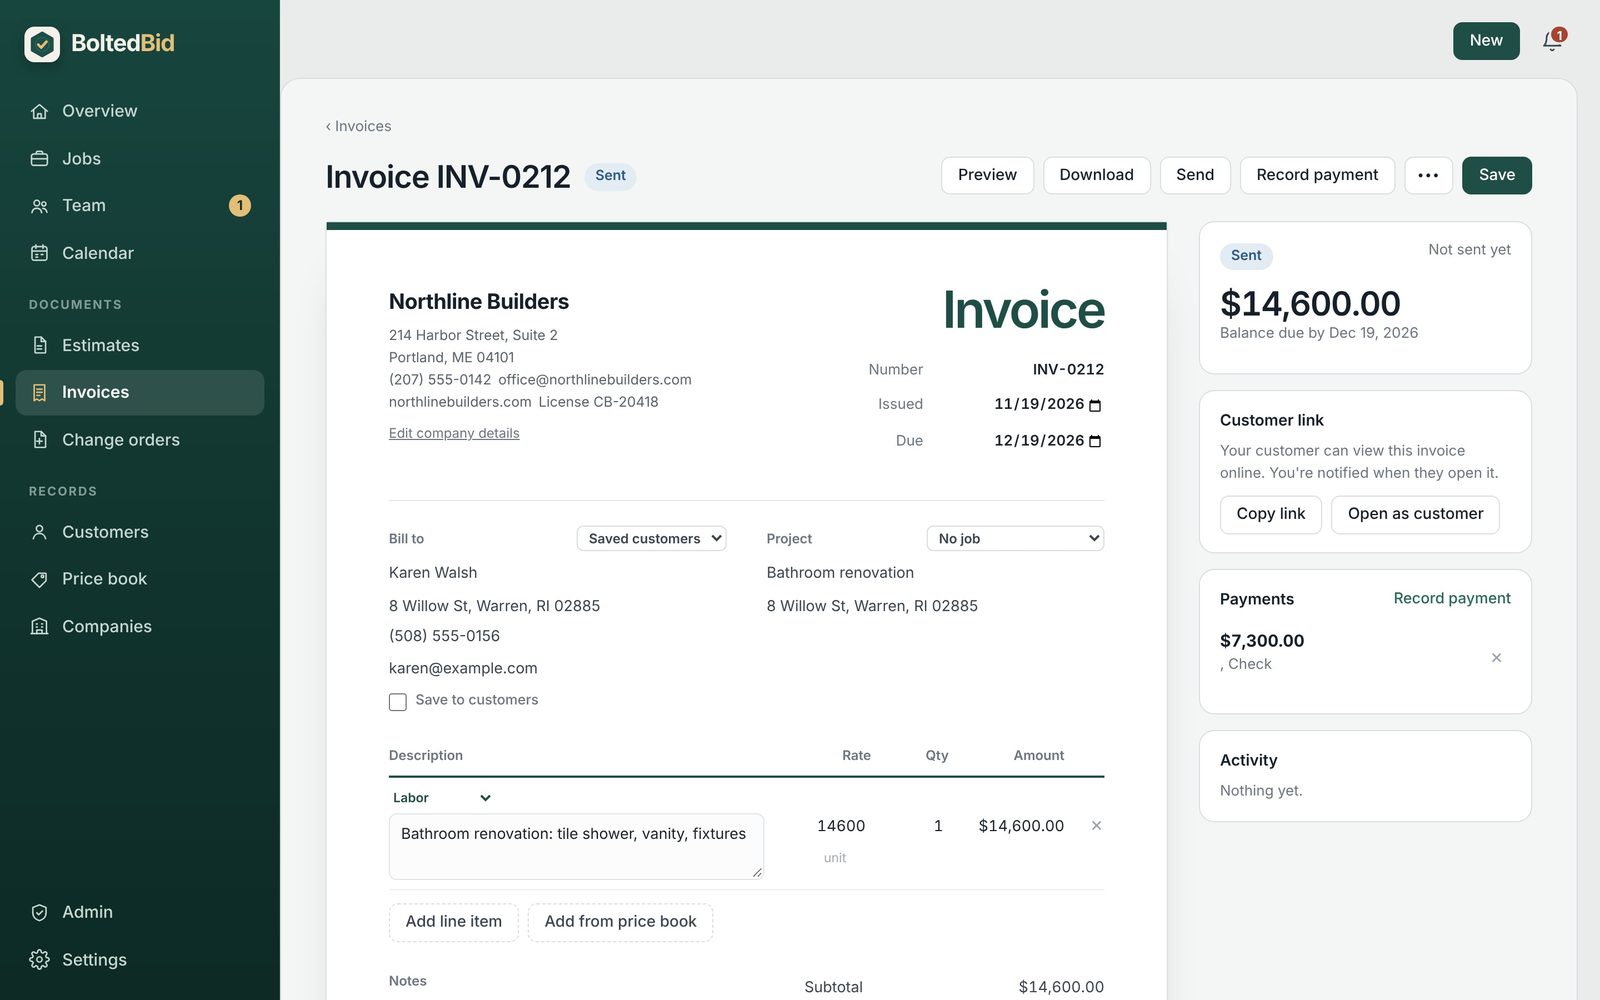 BoltedBid
New
1
Overview
Jobs
Team
1
Calendar
DOCUMENTS
Estimates
Invoices
Change orders
RECORDS
Customers
Price book
Companies
Admin
Settings
‹ Invoices
Invoice INV-0212
Sent
Preview
Download
Send
Record payment
•••
Save
Northline Builders
214 Harbor Street, Suite 2
Portland, ME 04101
(207) 555-0142 office@northlinebuilders.com
northlinebuilders.com License CB-20418
Edit company details
Invoice
Number INV-0212
Issued 11/19/2026
Due 12/19/2026
Bill to
Saved customers
Karen Walsh
8 Willow St, Warren, RI 02885
(508) 555-0156
karen@example.com
Save to customers
Project
No job
Bathroom renovation
8 Willow St, Warren, RI 02885
Description Rate Qty Amount
Labor
Bathroom renovation: tile shower, vanity, fixtures
14600 1 $14,600.00 ×
unit
Add line item
Add from price book
Notes
Subtotal $14,600.00
Sent
Not sent yet
$14,600.00
Balance due by Dec 19, 2026
Customer link
Your customer can view this invoice
online. You're notified when they open it.
Copy link
Open as customer
Payments
Record payment
$7,300.00
, Check
×
Activity
Nothing yet.